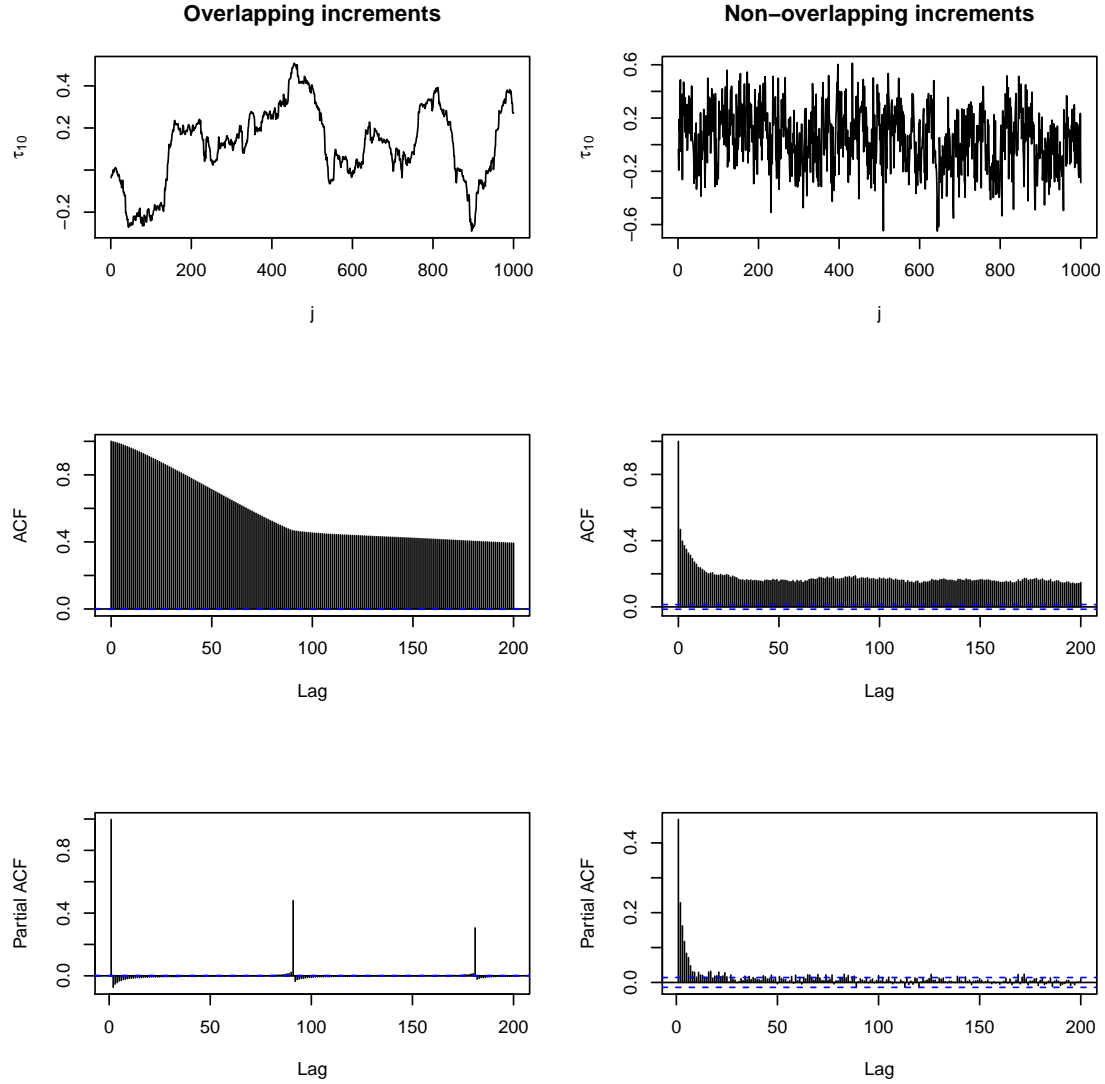 Overlapping increments
Non−overlapping increments
τ10
0.4
0.2
−0.2
0 200 400 600 800 1000
j
τ10
0.6
0.2
−0.2
−0.6
0 200 400 600 800 1000
j
ACF
0.8
0.4
0.0
0 50 100 150 200
Lag
ACF
0.8
0.4
0.0
0 50 100 150 200
Lag
Partial ACF
0.8
0.4
0.0
0 50 100 150 200
Lag
Partial ACF
0.4
0.2
0.0
0 50 100 150 200
Lag